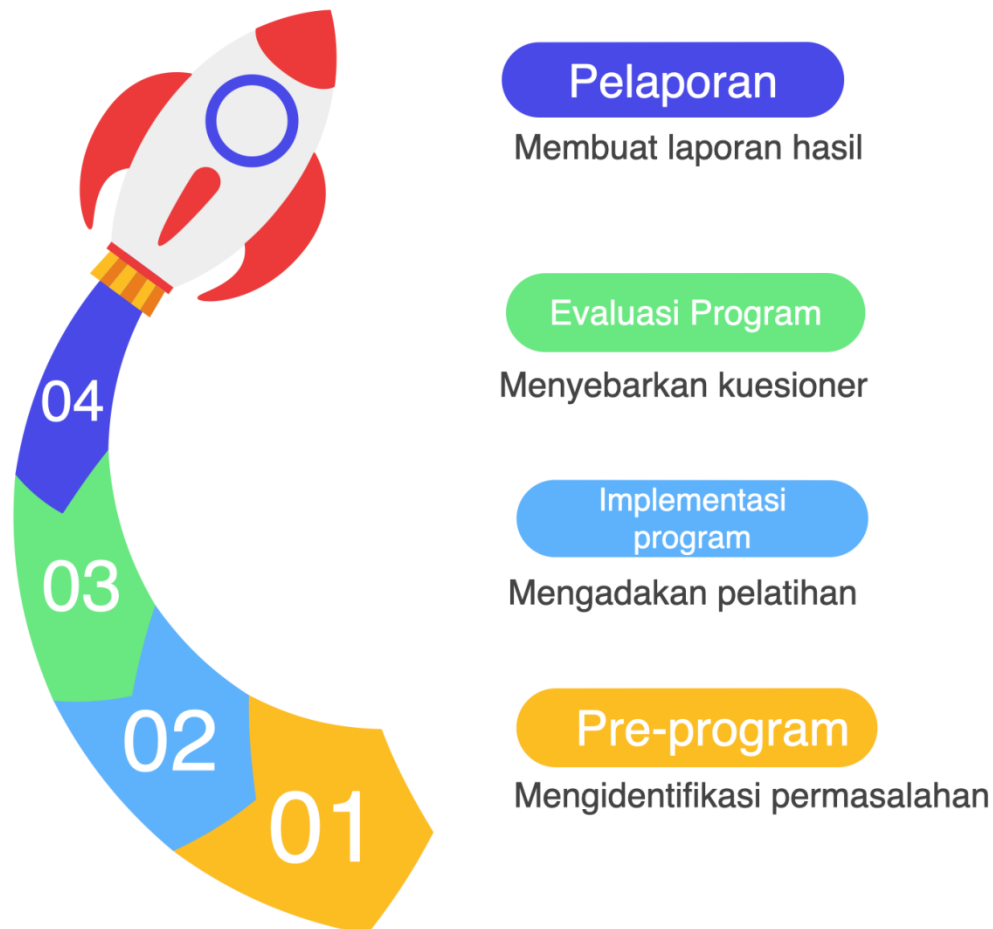 Pelaporan
Membuat laporan hasil
Evaluasi Program
Menyebarkan kuesioner
04
Implementasi
program
Mengadakan pelatihan
03
Pre-program
Mengidentifikasi permasalahan
02
01